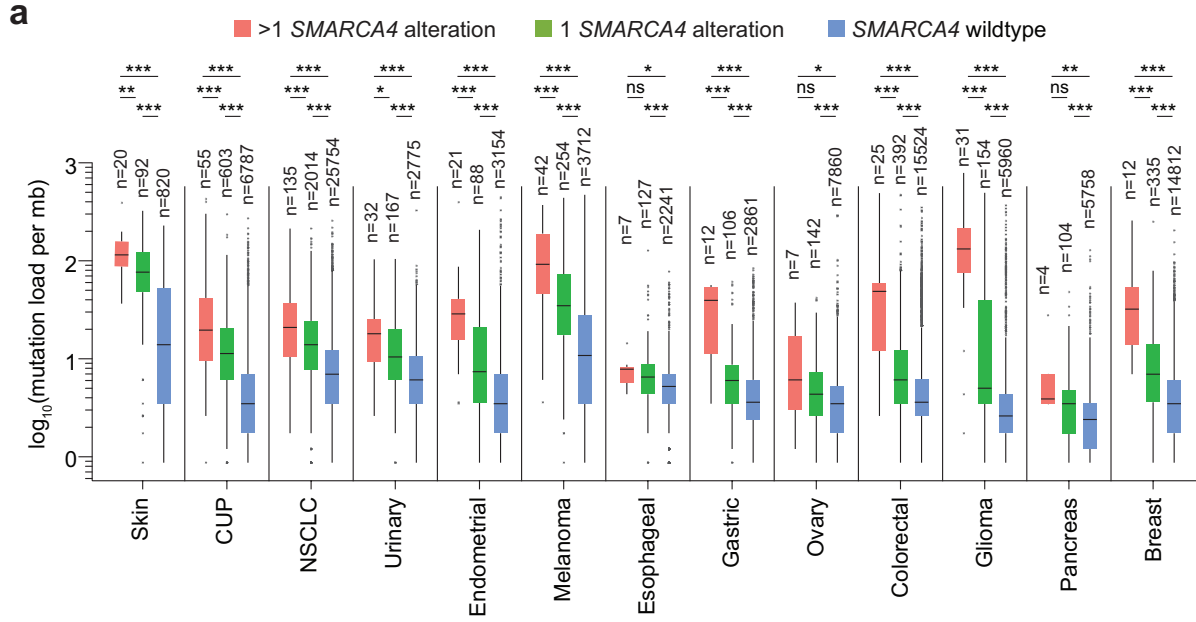 a
>1 SMARCA4 alteration
1 SMARCA4 alteration
SMARCA4 wildtype
*** *** *** *** *** *** * *** * *** *** ** ***
** *** *** * *** *** ns *** ns *** *** ns ***
*** *** *** *** *** *** *** *** *** *** *** *** ***
log10(mutation load per mb)
3
2
1
0
n=20
n=92
n=820
n=55
n=603
n=6787
n=135
n=2014
n=25754
n=32
n=167
n=2775
n=21
n=88
n=3154
n=42
n=254
n=3712
n=7
n=127
n=2241
n=12
n=106
n=2861
n=7
n=142
n=7860
n=25
n=392
n=15524
n=31
n=154
n=5960
n=4
n=104
n=5758
n=12
n=335
n=14812
Skin
CUP
NSCLC
Urinary
Endometrial
Melanoma
Esophageal
Gastric
Ovary
Colorectal
Glioma
Pancreas
Breast